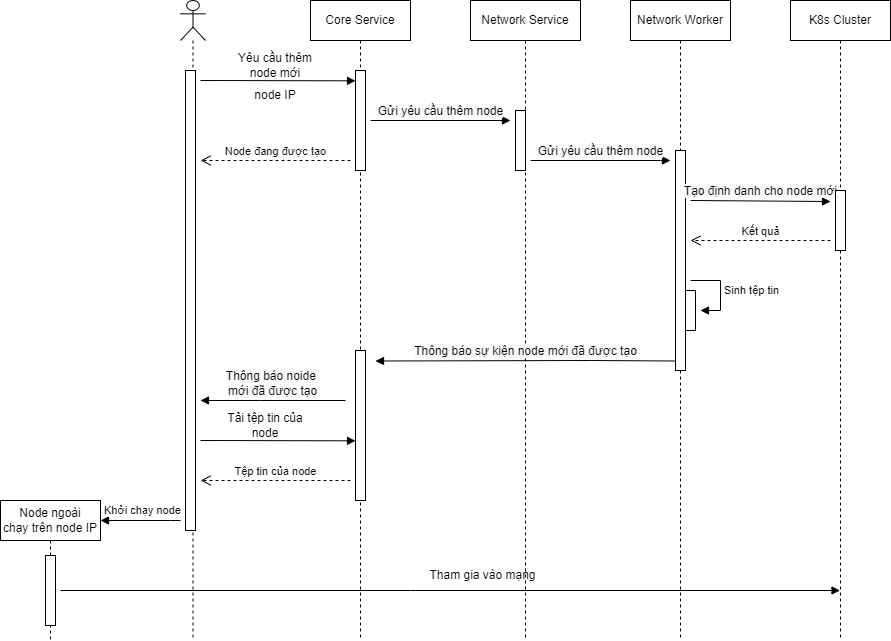 Core Service
Network Service
Network Worker
K8s Cluster
Yêu cầu thêm
node mới
node IP
Gửi yêu cầu thêm node
Node đang được tạo
Gửi yêu cầu thêm node
Tạo định danh cho node mới
Kết quả
Sinh tệp tin
Thông báo sự kiện node mới đã được tạo
Thông báo noide
mới đã được tạo
Tải tệp tin của
node
Tệp tin của node
Khởi chạy node
Node ngoài
chạy trên node IP
Tham gia vào mạng